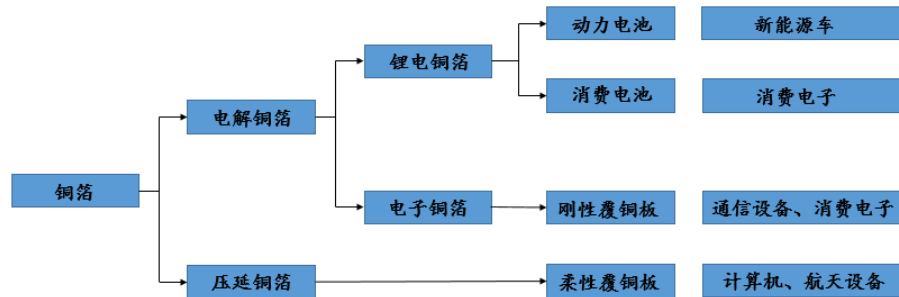 动力电池
新能源车
锂电铜箔
消费电池
消费电子
电解铜箔
铜箔
电子铜箔
刚性覆铜板
通信设备、消费电子
压延铜箔
柔性覆铜板
计算机、航天设备